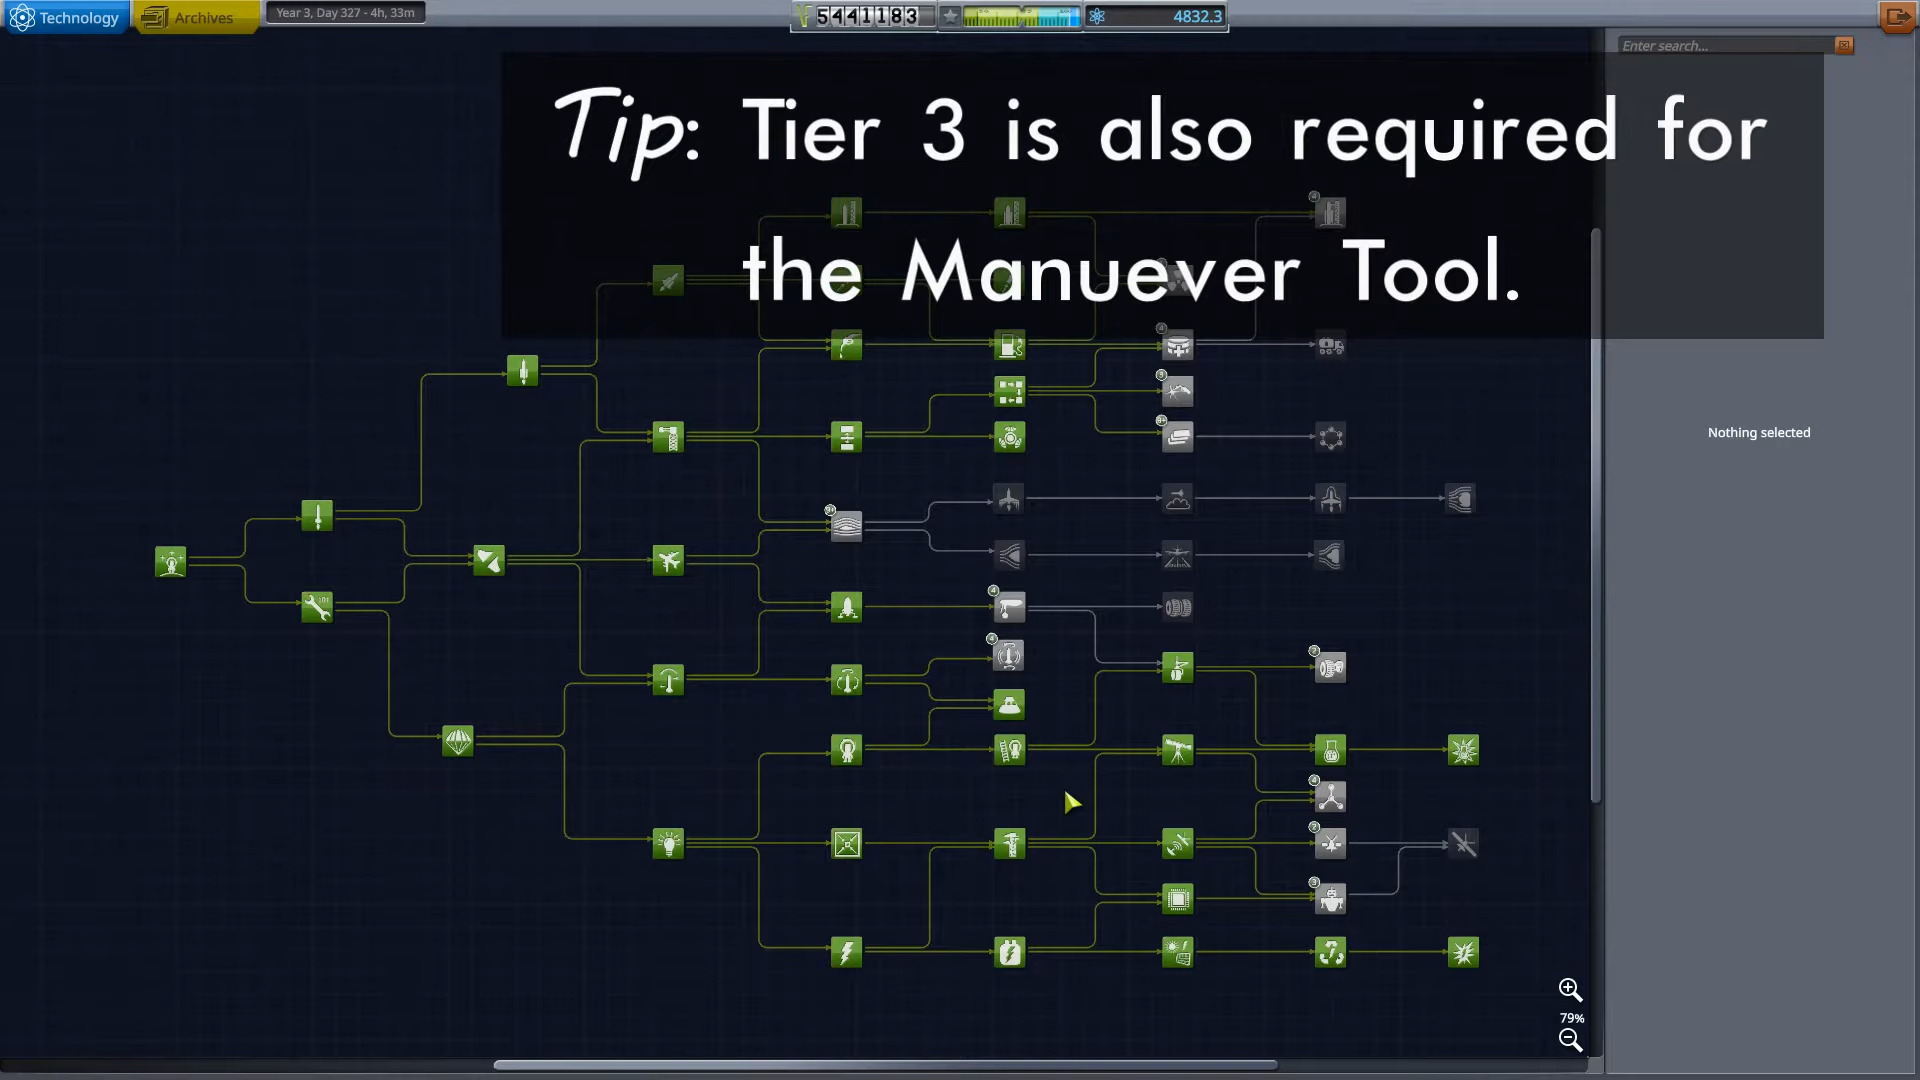 Technology
Archives
Year 3, Day 327 - 4h, 33m
5441183
4832.3
Enter search...
Tip: Tier 3 is also required for
the Manuever Tool.
Nothing selected
79%